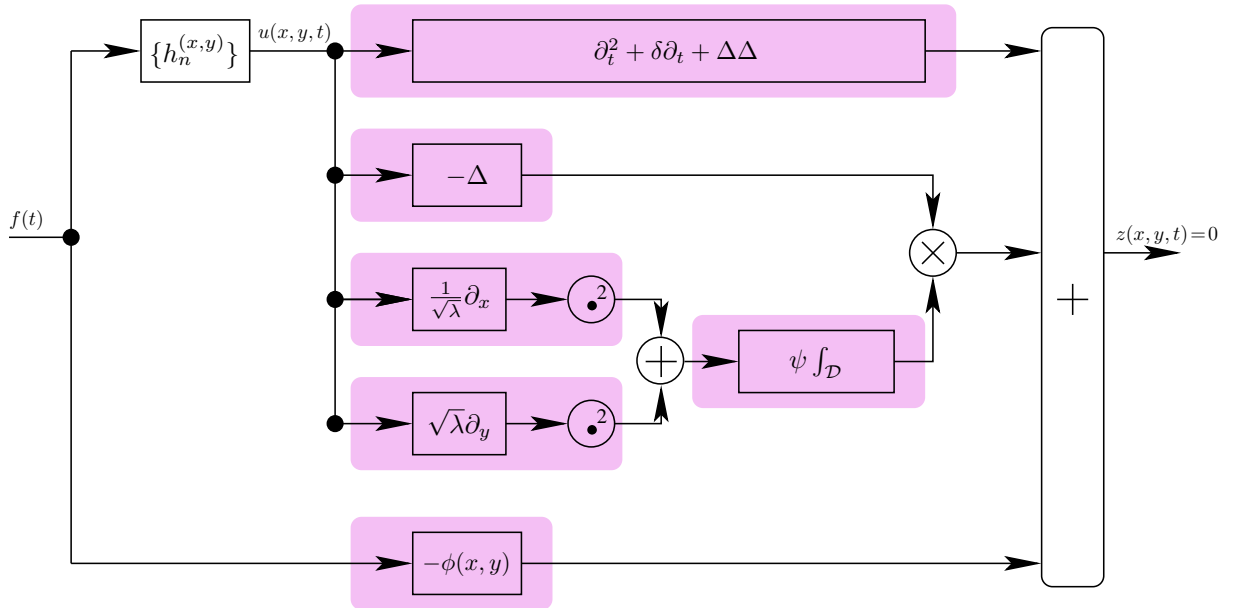 {h_n^{(x,y)}}
u(x, y, t)
∂_t^2 + δ∂_t + ΔΔ
−Δ
f(t)
×
z(x, y, t)=0
1/√λ ∂_x
•^2
+
+
ψ ∫_𝒟
√λ∂_y
•^2
−ϕ(x, y)